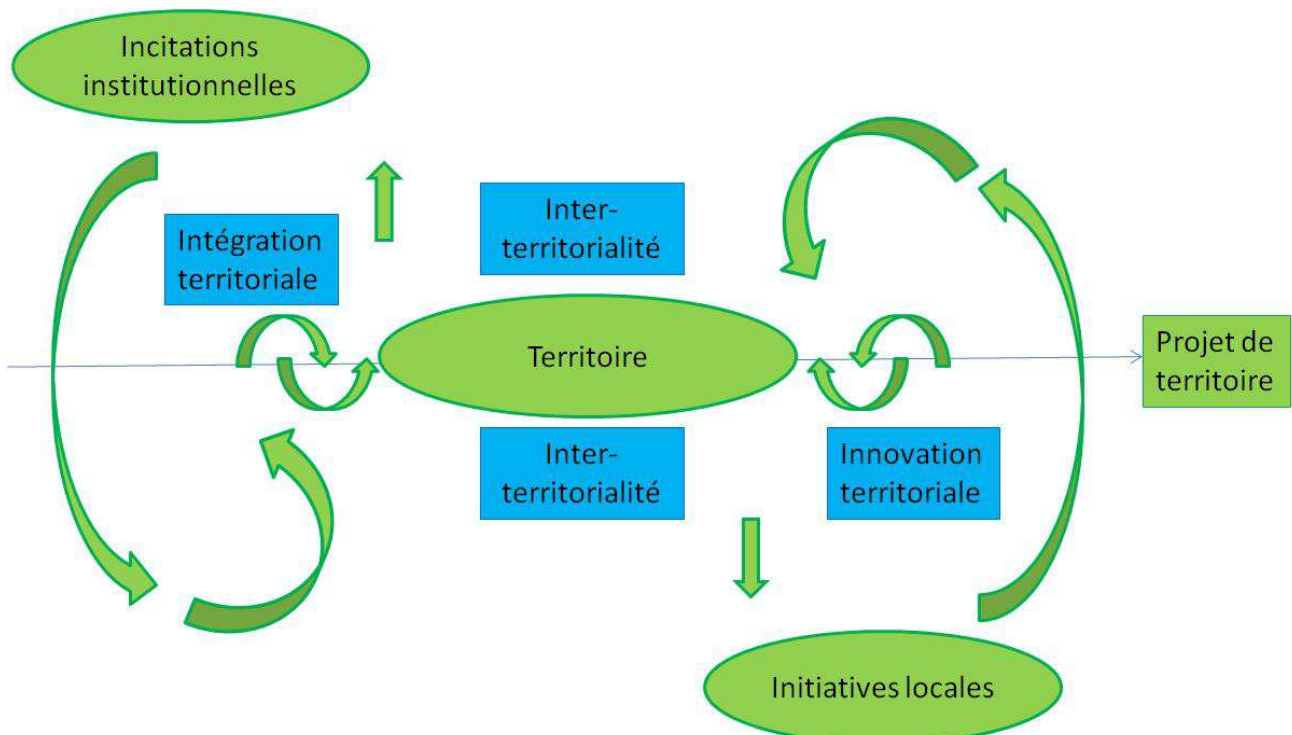 Incitations
institutionnelles
Intégration
territoriale
Inter-
territorialité
Territoire
Projet de
territoire
Inter-
territorialité
Innovation
territoriale
Initiatives locales